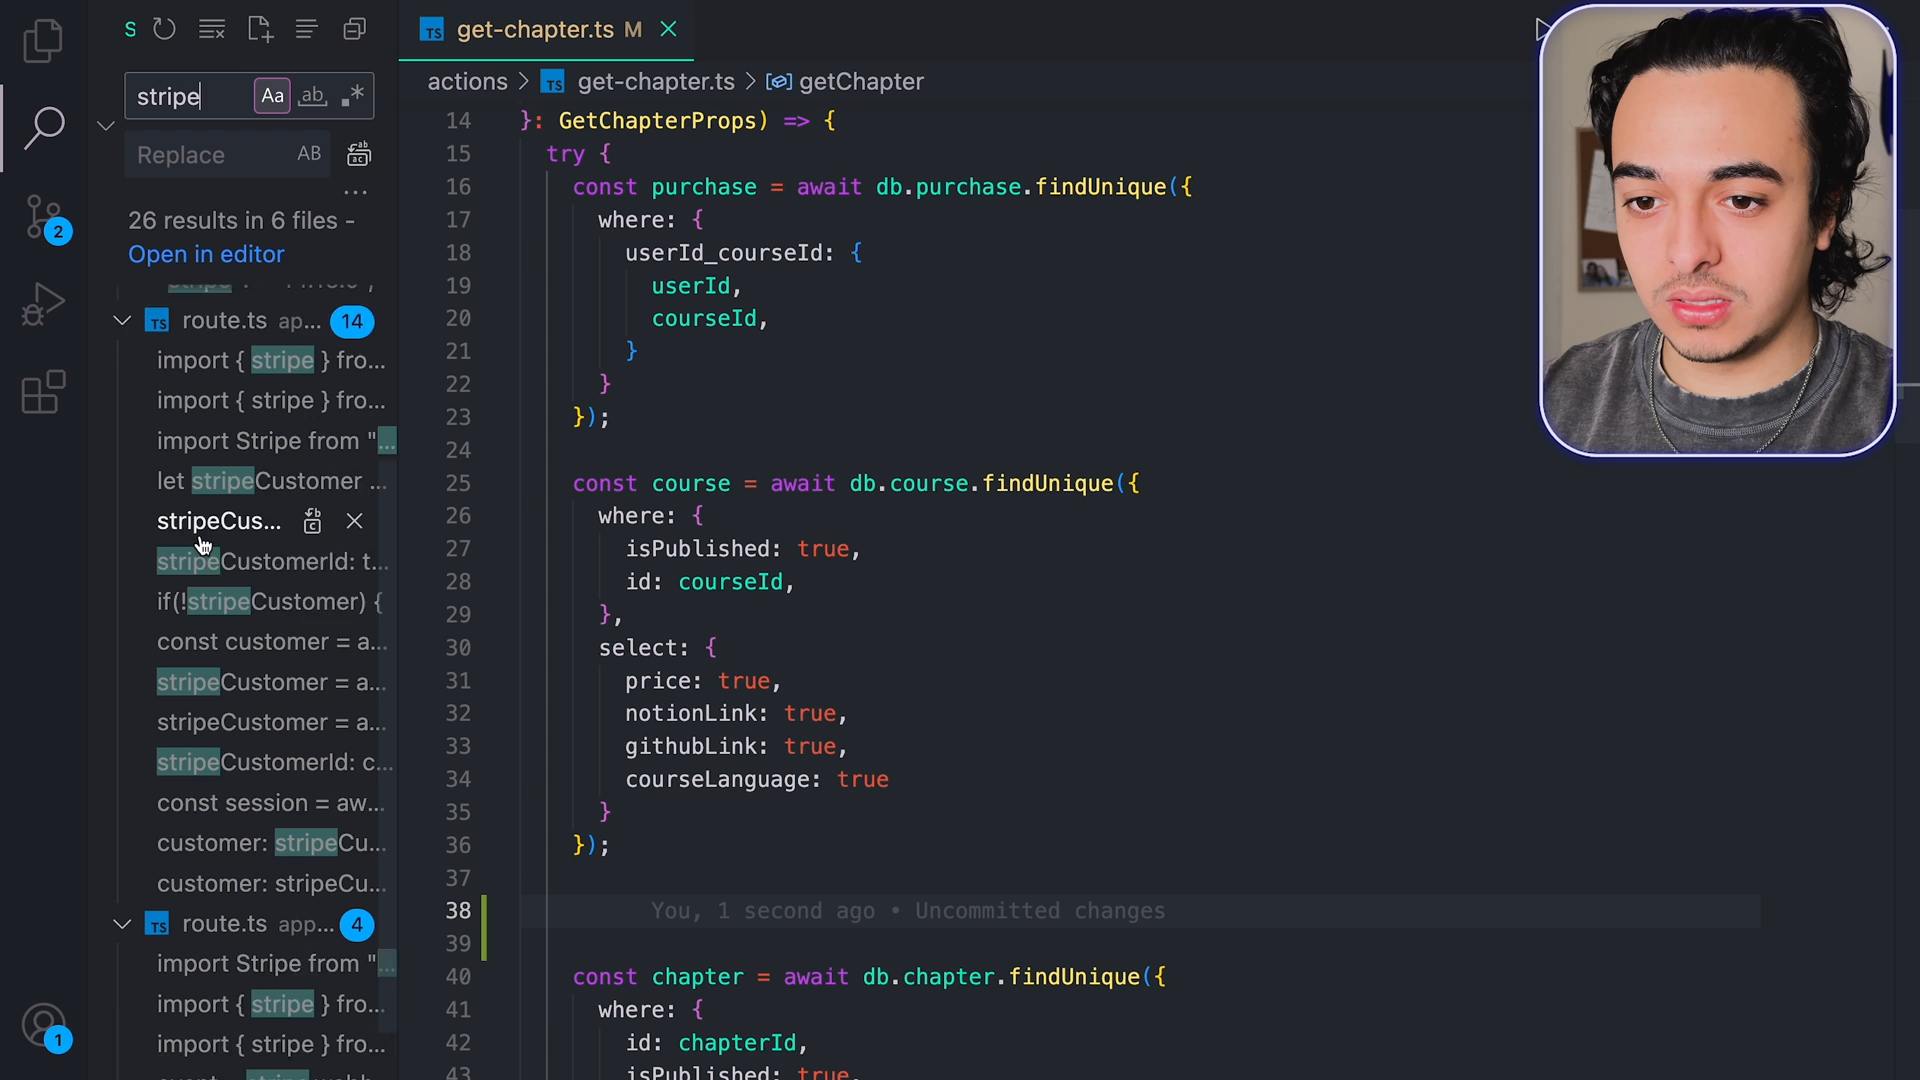 S
TS get-chapter.ts M
stripe Aa ab .*
Replace AB
...
26 results in 6 files -
Open in editor
2
TS route.ts ap... 14
import { stripe } fro...
import { stripe } fro...
import Stripe from "...
let stripeCustomer ...
stripeCus...
stripeCustomerId: t...
if(!stripeCustomer) {
const customer = a...
stripeCustomer = a...
stripeCustomer = a...
stripeCustomerId: c...
const session = aw...
customer: stripeCu...
customer: stripeCu...
TS route.ts app... 4
import Stripe from "...
import { stripe } fro...
import { stripe } fro...
1
actions > TS get-chapter.ts > getChapter
14 }: GetChapterProps) => {
15 try {
16 const purchase = await db.purchase.findUnique({
17 where: {
18 userId_courseId: {
19 userId,
20 courseId,
21 }
22 }
23 });
24
25 const course = await db.course.findUnique({
26 where: {
27 isPublished: true,
28 id: courseId,
29 },
30 select: {
31 price: true,
32 notionLink: true,
33 githubLink: true,
34 courseLanguage: true
35 }
36 });
37
38 You, 1 second ago • Uncommitted changes
39
40 const chapter = await db.chapter.findUnique({
41 where: {
42 id: chapterId,
43 isPublished: true,